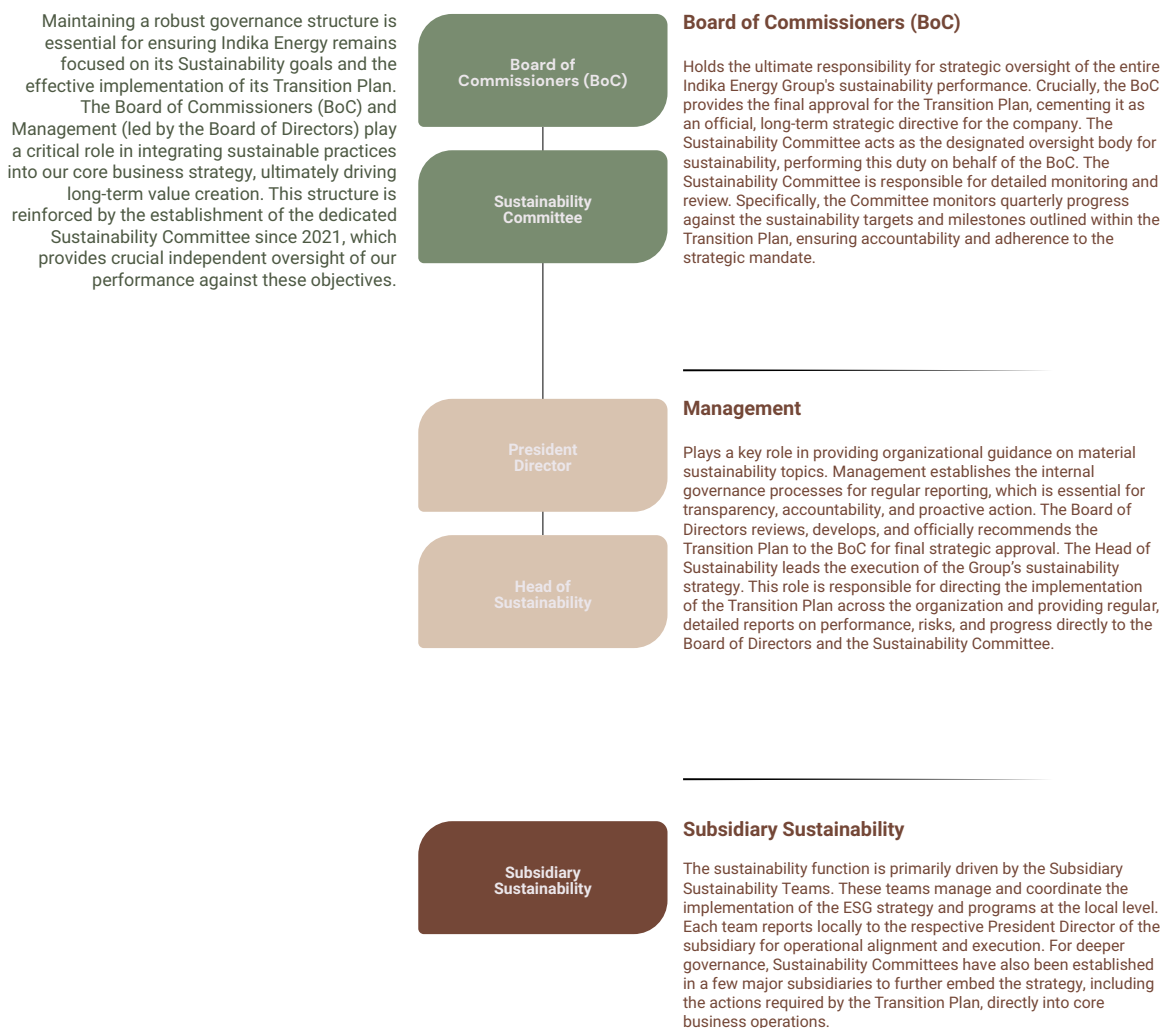 Maintaining a robust governance structure is
essential for ensuring Indika Energy remains
focused on its Sustainability goals and the
effective implementation of its Transition Plan.
The Board of Commissioners (BoC) and
Management (led by the Board of Directors) play
a critical role in integrating sustainable practices
into our core business strategy, ultimately driving
long-term value creation. This structure is
reinforced by the establishment of the dedicated
Sustainability Committee since 2021, which
provides crucial independent oversight of our
performance against these objectives.
Board of
Commissioners (BoC)
Sustainability
Committee
Board of Commissioners (BoC)
Holds the ultimate responsibility for strategic oversight of the entire
Indika Energy Group's sustainability performance. Crucially, the BoC
provides the final approval for the Transition Plan, cementing it as
an official, long-term strategic directive for the company. The
Sustainability Committee acts as the designated oversight body for
sustainability, performing this duty on behalf of the BoC. The
Sustainability Committee is responsible for detailed monitoring and
review. Specifically, the Committee monitors quarterly progress
against the sustainability targets and milestones outlined within the
Transition Plan, ensuring accountability and adherence to the
strategic mandate.
President
Director
Head of
Sustainability
Management
Plays a key role in providing organizational guidance on material
sustainability topics. Management establishes the internal
governance processes for regular reporting, which is essential for
transparency, accountability, and proactive action. The Board of
Directors reviews, develops, and officially recommends the
Transition Plan to the BoC for final strategic approval. The Head of
Sustainability leads the execution of the Group’s sustainability
strategy. This role is responsible for directing the implementation
of the Transition Plan across the organization and providing regular,
detailed reports on performance, risks, and progress directly to the
Board of Directors and the Sustainability Committee.
Subsidiary
Sustainability
Subsidiary Sustainability
The sustainability function is primarily driven by the Subsidiary
Sustainability Teams. These teams manage and coordinate the
implementation of the ESG strategy and programs at the local level.
Each team reports locally to the respective President Director of the
subsidiary for operational alignment and execution. For deeper
governance, Sustainability Committees have also been established
in a few major subsidiaries to further embed the strategy, including
the actions required by the Transition Plan, directly into core
business operations.